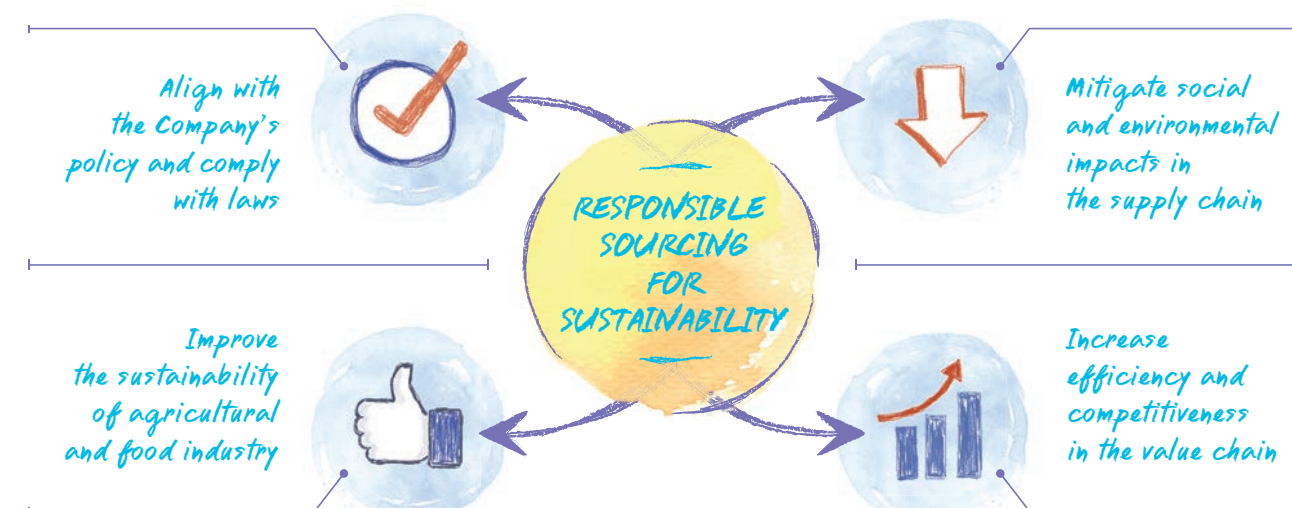 Align with
the Company's
policy and comply
with laws
Mitigate social
and environmental
impacts in
the supply chain
RESPONSIBLE
SOURCING
FOR
SUSTAINABILITY
Improve
the sustainability
of agricultural
and food industry
Increase
efficiency and
competitiveness
in the value chain